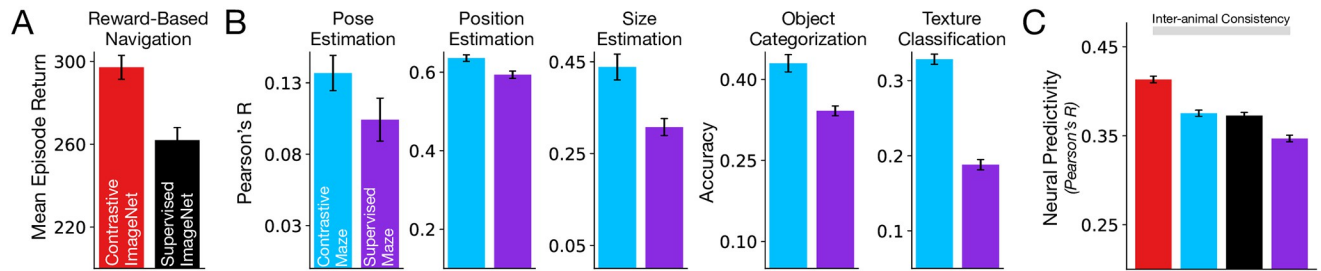 A
Reward-Based
Navigation
Mean Episode Return
300
260
220
Contrastive
ImageNet
Supervised
ImageNet
B
Pose
Estimation
Pearson's R
0.13
0.08
0.03
Contrastive
Maze
Supervised
Maze
Position
Estimation
0.6
0.4
0.2
Size
Estimation
0.45
0.25
0.05
Object
Categorization
Accuracy
0.40
0.25
0.10
Texture
Classification
0.3
0.2
0.1
C
Inter-animal Consistency
Neural Predictivity
(Pearson's R)
0.45
0.35
0.25